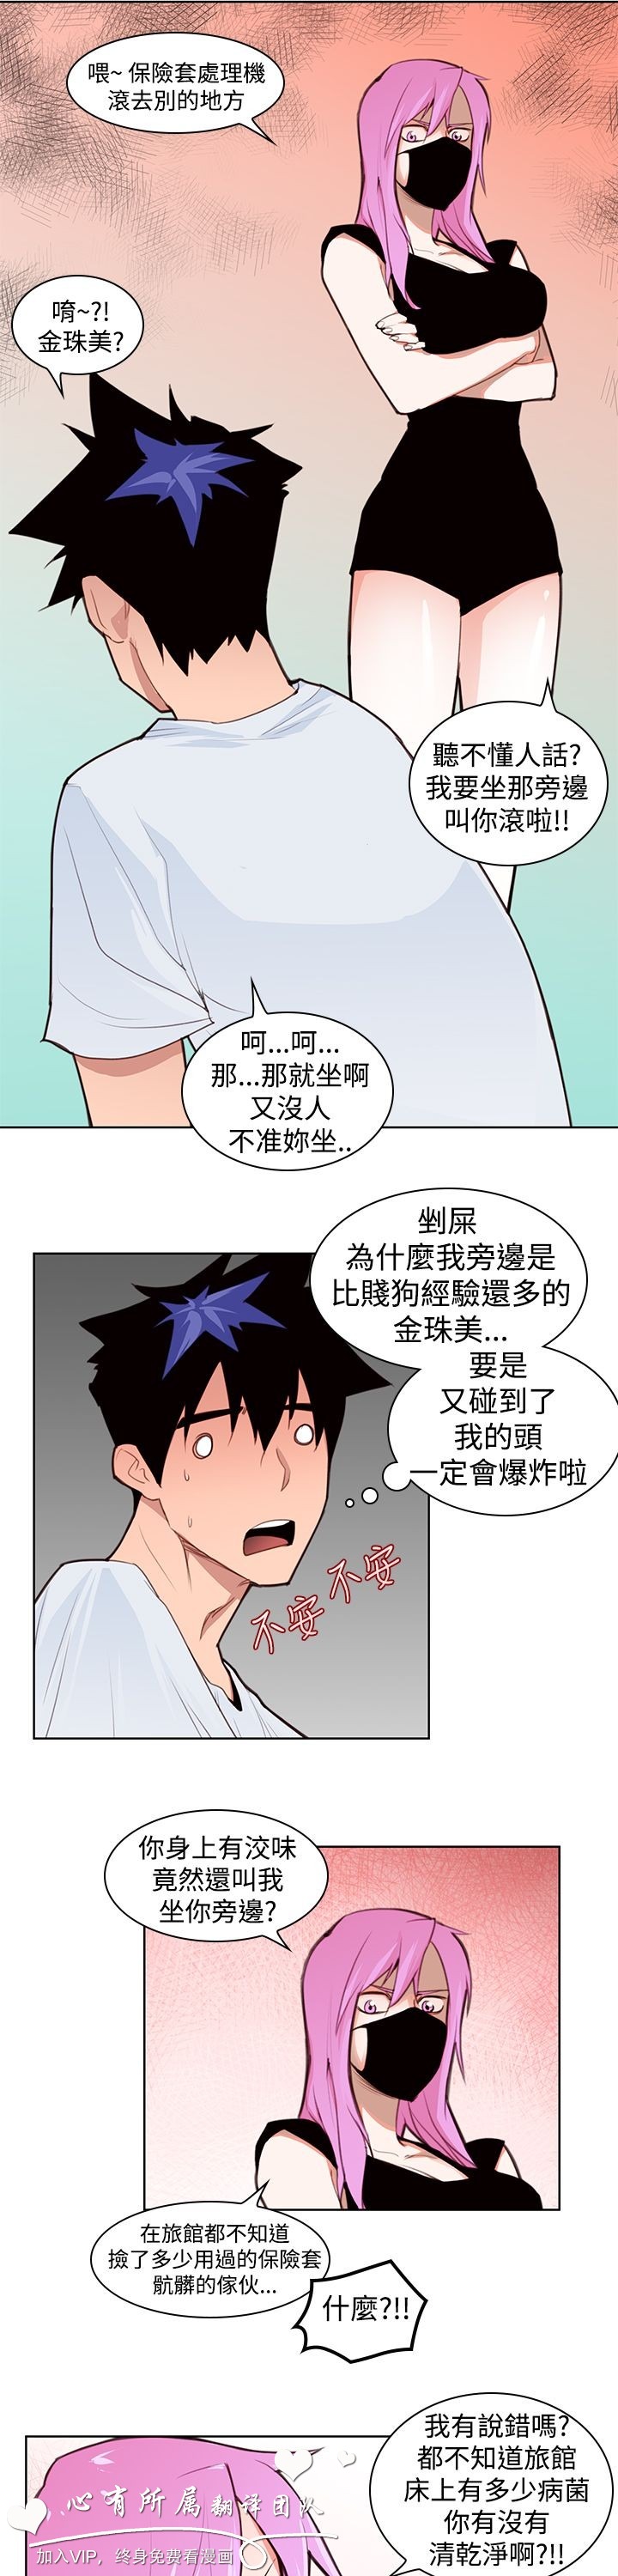 喂~ 保險套處理機
滾去別的地方
唷~?!
金珠美?
聽不懂人話?
我要坐那旁邊
叫你滾啦!!
呵...呵...
那...那就坐啊
又沒人
不准妳坐..
剉屎
為什麼我旁邊是
比賤狗經驗還多的
金珠美...
要是
又碰到了
我的頭
一定會爆炸啦
不安不安
你身上有洨味
竟然還叫我
坐你旁邊?
在旅館都不知道
撿了多少用過的保險套
骯髒的傢伙...
什麼?!!
我有說錯嗎?
都不知道旅館
床上有多少病菌
你有沒有
清乾淨啊?!!
心有所属翻译团队
加入VIP，终身免费看漫画